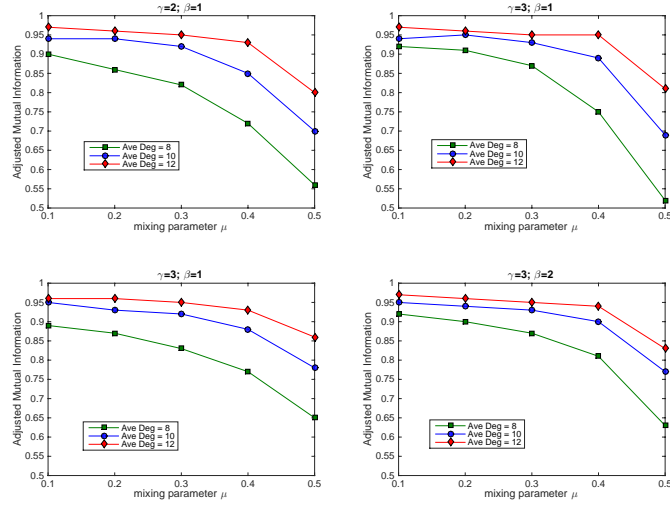 γ=2; β=1
Adjusted Mutual Information
1
0.95
0.9
0.85
0.8
0.75
0.7
0.65
0.6
0.55
0.5
Ave Deg = 8
Ave Deg = 10
Ave Deg = 12
0.1 0.2 0.3 0.4 0.5
mixing parameter μ
γ=3; β=1
Adjusted Mutual Information
1
0.95
0.9
0.85
0.8
0.75
0.7
0.65
0.6
0.55
0.5
Ave Deg = 8
Ave Deg = 10
Ave Deg = 12
0.1 0.2 0.3 0.4 0.5
mixing parameter μ
γ=3; β=1
Adjusted Mutual Information
1
0.95
0.9
0.85
0.8
0.75
0.7
0.65
0.6
0.55
0.5
Ave Deg = 8
Ave Deg = 10
Ave Deg = 12
0.1 0.2 0.3 0.4 0.5
mixing parameter μ
γ=3; β=2
Adjusted Mutual Information
1
0.95
0.9
0.85
0.8
0.75
0.7
0.65
0.6
0.55
0.5
Ave Deg = 8
Ave Deg = 10
Ave Deg = 12
0.1 0.2 0.3 0.4 0.5
mixing parameter μ